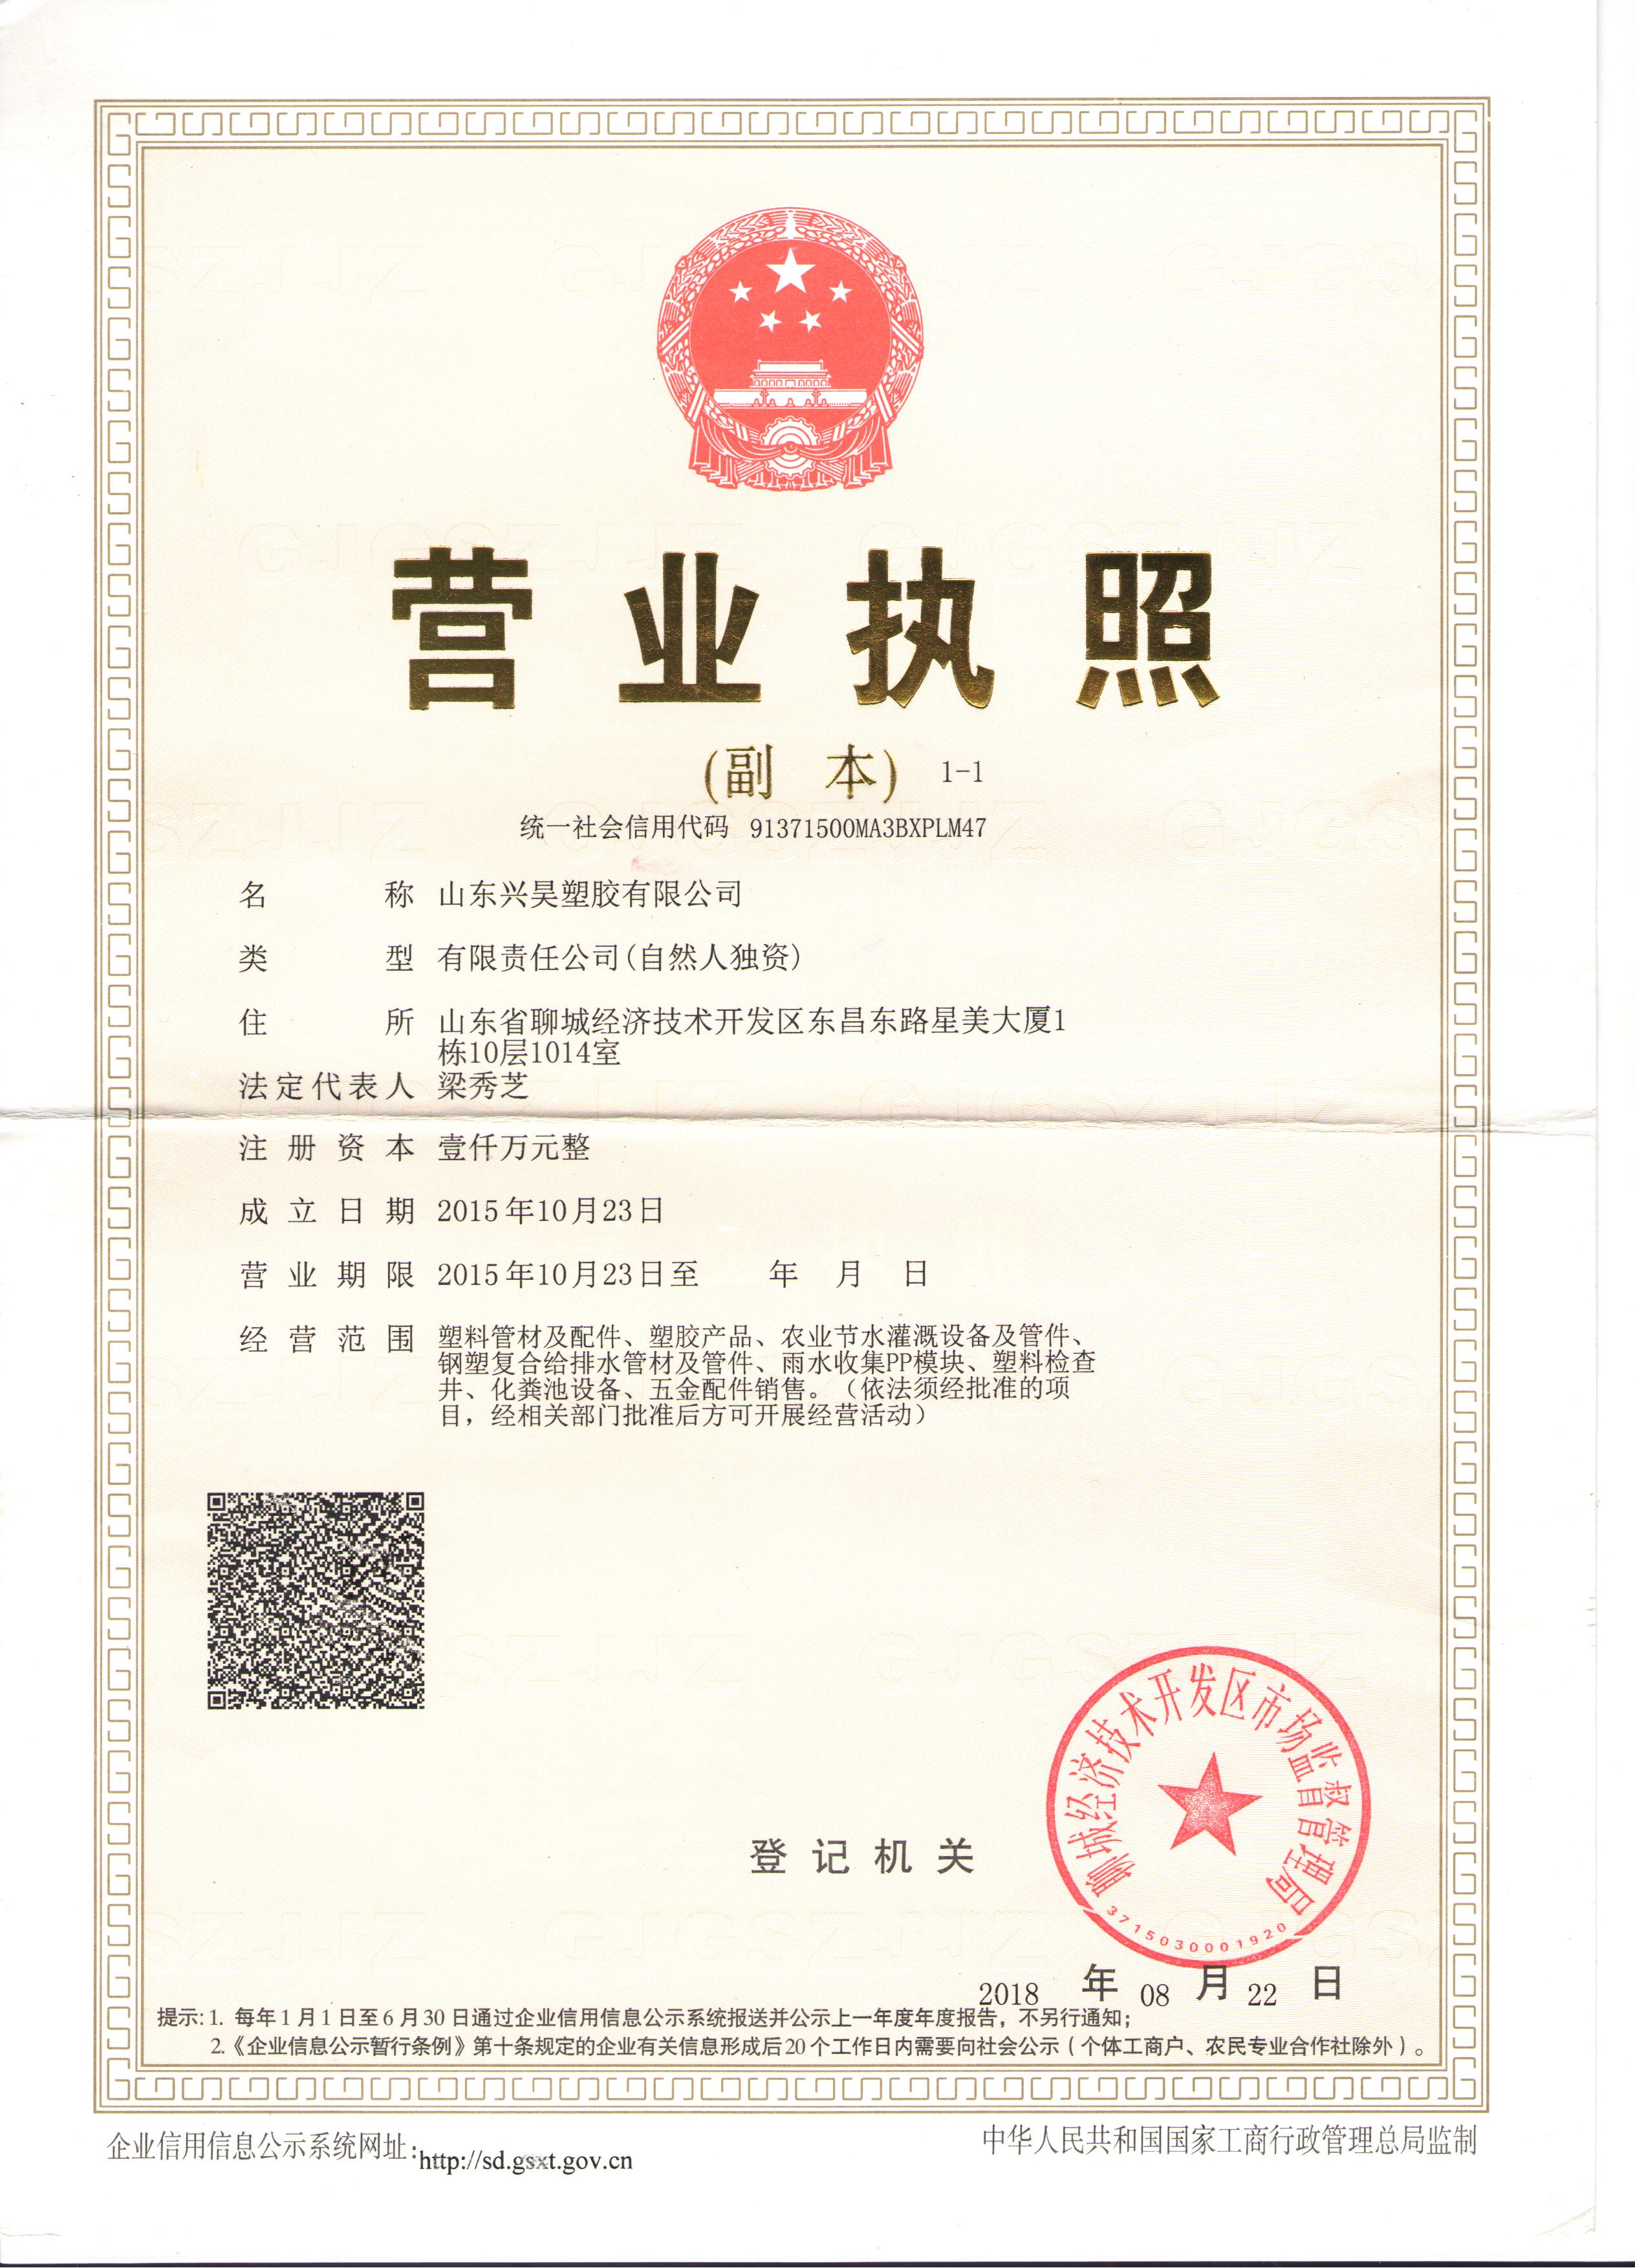 营业执照
(副 本) 1-1
统一社会信用代码 91371500MA3BXPLM47
名 称 山东兴昊塑胶有限公司
类 型 有限责任公司(自然人独资)
住 所 山东省聊城经济技术开发区东昌东路星美大厦1
栋10层1014室
法定代表人 梁秀芝
注册资本 壹仟万元整
成立日期 2015年10月23日
营业期限 2015年10月23日至 年 月 日
经营范围 塑料管材及配件、塑胶产品、农业节水灌溉设备及管件、
钢塑复合给排水管材及管件、雨水收集PP模块、塑料检查
井、化粪池设备、五金配件销售。（依法须经批准的项
目，经相关部门批准后方可开展经营活动）
聊城经济技术开发区市场监督管理局
3715030001920
登记机关
2018 年 08 月 22 日
提示: 1. 每年1月1日至6月30日通过企业信用信息公示系统报送并公示上一年度年度报告，不另行通知；
2.《企业信息公示暂行条例》第十条规定的企业有关信息形成后20个工作日内需要向社会公示（个体工商户、农民专业合作社除外）。
企业信用信息公示系统网址: http://sd.gsxt.gov.cn
中华人民共和国国家工商行政管理总局监制